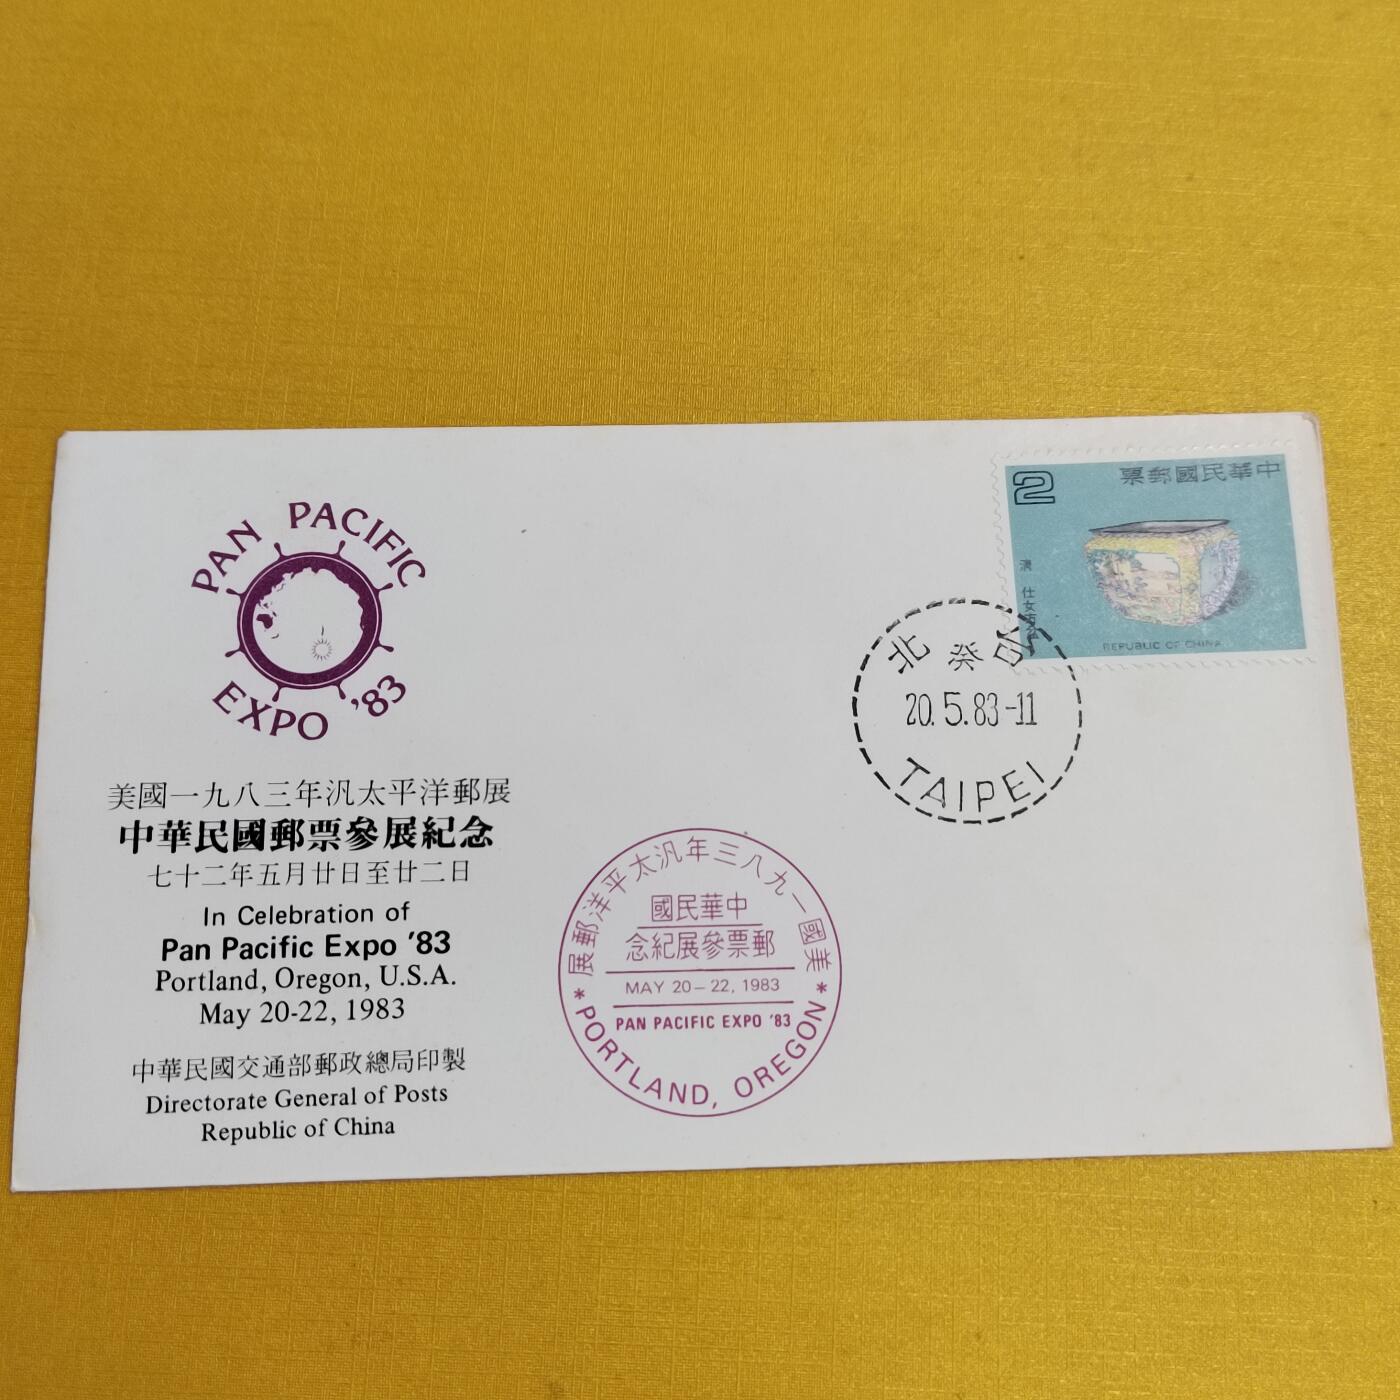 PAN PACIFIC
EXPO '83
美國一九八三年汎太平洋郵展
中華民國郵票參展紀念
七十二年五月廿日至廿二日
In Celebration of
Pan Pacific Expo '83
Portland, Oregon, U.S.A.
May 20-22, 1983
中華民國交通部郵政總局印製
Directorate General of Posts
Republic of China
2
中華民國郵票
清 仕女方盆
REPUBLIC OF CHINA
北
20.5.83-11
TAIPEI
美國一九八三年汎太平洋郵展
中華民國
郵票參展紀念
MAY 20-22, 1983
PAN PACIFIC EXPO '83
* PORTLAND, OREGON *